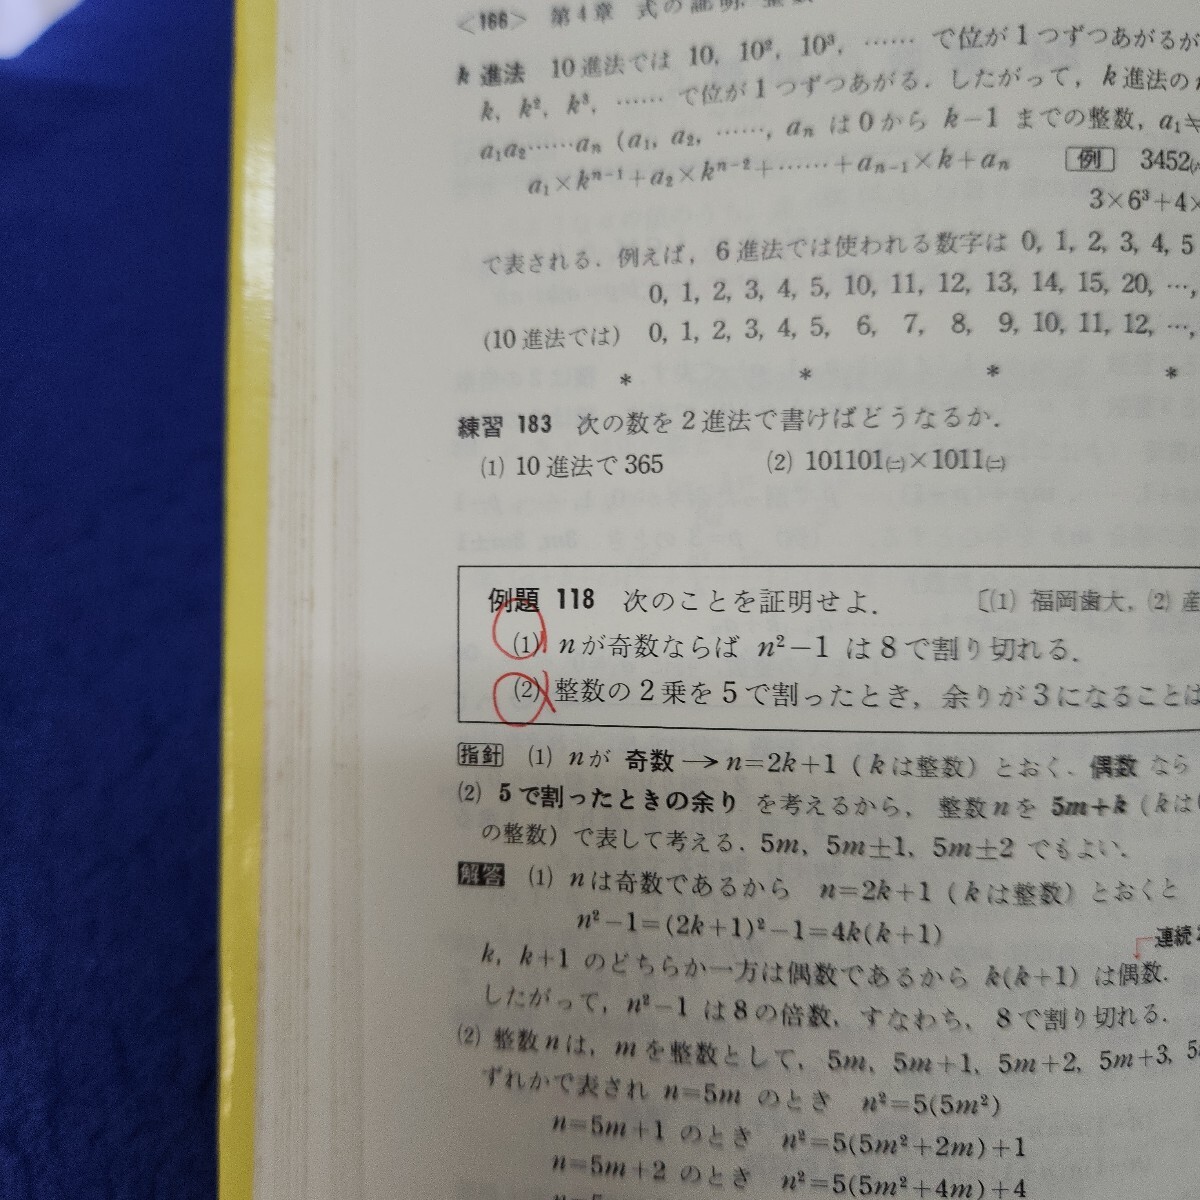 <166> 第4章 式の証明, 整数
k進法 10進法では 10, 10², 10³, …… で位が1つずつあがるが
k, k², k³, …… で位が1つずつあがる. したがって, k進法の
a₁a₂……aₙ (a₁, a₂, ……, aₙ は0から k−1 までの整数, a₁≠
a₁×kⁿ⁻¹+a₂×kⁿ⁻²+……+aₙ₋₁×k+aₙ 例 3452
3×6³+4×
で表される. 例えば, 6進法では使われる数字は 0, 1, 2, 3, 4, 5
0, 1, 2, 3, 4, 5, 10, 11, 12, 13, 14, 15, 20, …,
(10進法では) 0, 1, 2, 3, 4, 5, 6, 7, 8, 9, 10, 11, 12, …,
* * * *
練習 183 次の数を2進法で書けばどうなるか.
(1) 10進法で365 (2) 101101㈡×1011㈡
例題 118 次のことを証明せよ. 〔(1) 福岡歯大, (2) 産
(1) nが奇数ならば n²−1 は8で割り切れる.
(2) 整数の2乗を5で割ったとき, 余りが3になることは
指針 (1) nが 奇数 → n=2k+1 (kは整数) とおく. 偶数 なら
(2) 5で割ったときの余り を考えるから, 整数nを 5m+k (kは
の整数) で表して考える. 5m, 5m±1, 5m±2 でもよい.
解答 (1) nは奇数であるから n=2k+1 (kは整数) とおくと
n²−1=(2k+1)²−1=4k(k+1)
連続
k, k+1 のどちらか一方は偶数であるから k(k+1) は偶数.
したがって, n²−1 は8の倍数, すなわち, 8で割り切れる.
(2) 整数nは, mを整数として, 5m, 5m+1, 5m+2, 5m+3, 5
ずれかで表され n=5m のとき n²=5(5m²)
n=5m+1 のとき n²=5(5m²+2m)+1
n=5m+2 のとき n²=5(5m²+4m)+4